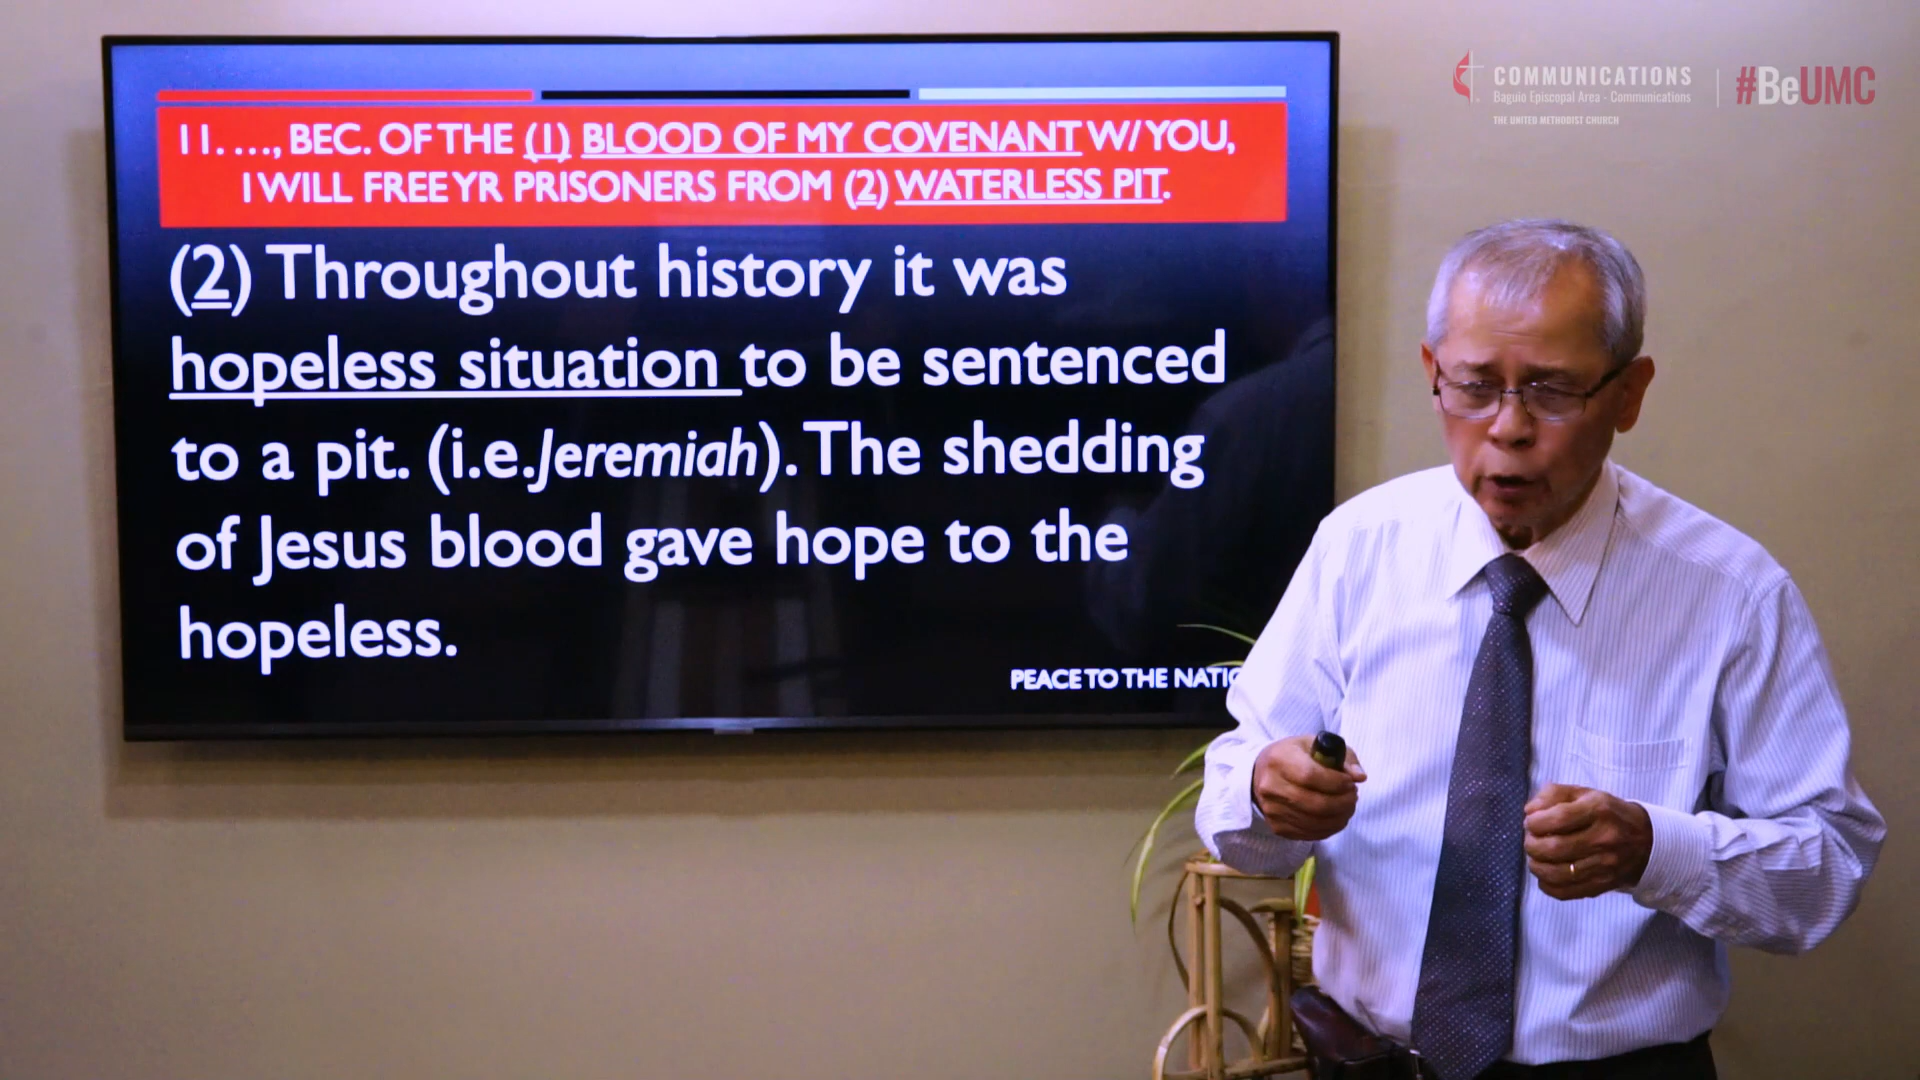 11. ..., BEC. OF THE (1) BLOOD OF MY COVENANT W/ YOU,
I WILL FREE YR PRISONERS FROM (2) WATERLESS PIT.
(2) Throughout history it was
hopeless situation to be sentenced
to a pit. (i.e. Jeremiah). The shedding
of Jesus blood gave hope to the
hopeless.
PEACE TO THE
COMMUNICATIONS
Baguio Episcopal Area - Communications
THE UNITED METHODIST CHURCH
#BeUMC